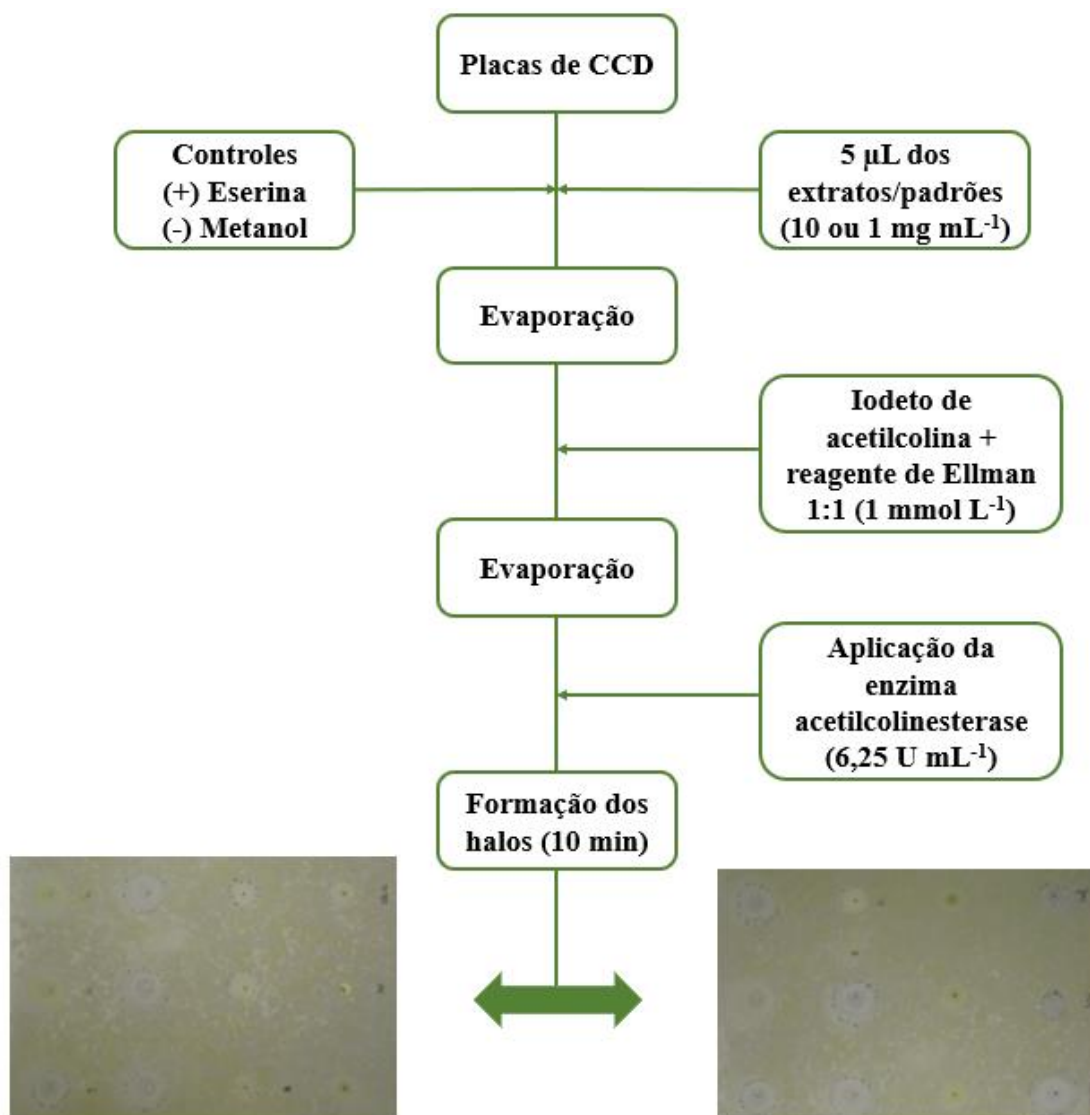 Placas de CCD
Controles
(+) Eserina
(-) Metanol
5 µL dos
extratos/padrões
(10 ou 1 mg mL⁻¹)
Evaporação
Iodeto de
acetilcolina +
reagente de Ellman
1:1 (1 mmol L⁻¹)
Evaporação
Aplicação da
enzima
acetilcolinesterase
(6,25 U mL⁻¹)
Formação dos
halos (10 min)